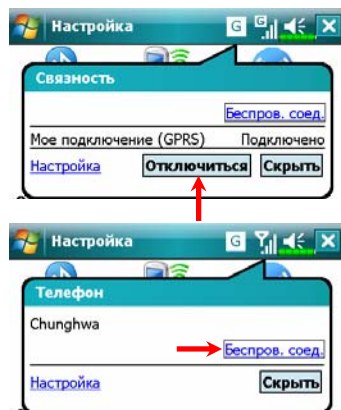 Настройка G G
Связность
Беспров. соед.
Мое подключение (GPRS) Подключено
Настройка Отключиться Скрыть
Настройка G
Телефон
Chunghwa
Беспров. соед.
Настройка Скрыть